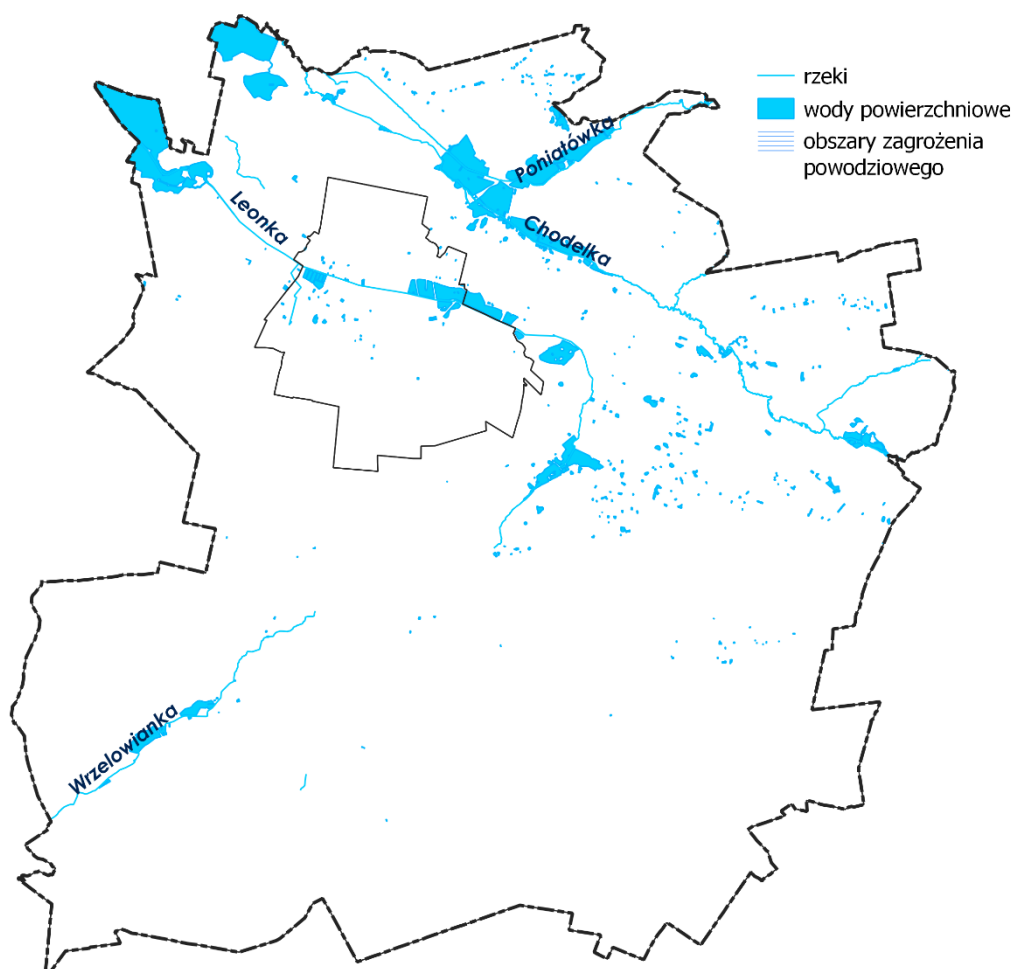 rzeki
wody powierzchniowe
obszary zagrożenia
powodziowego
Poniatówka
Leonka
Chodelka
Wrzelowianka